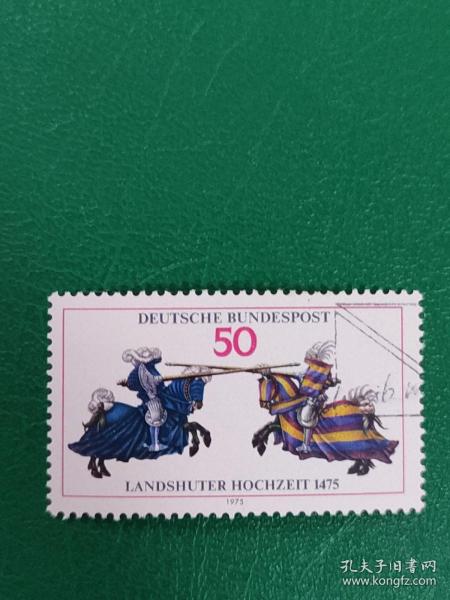 DEUTSCHE BUNDESPOST
50
LANDSHUTER HOCHZEIT 1475
1975
孔夫子旧书网
www.kongfz.com